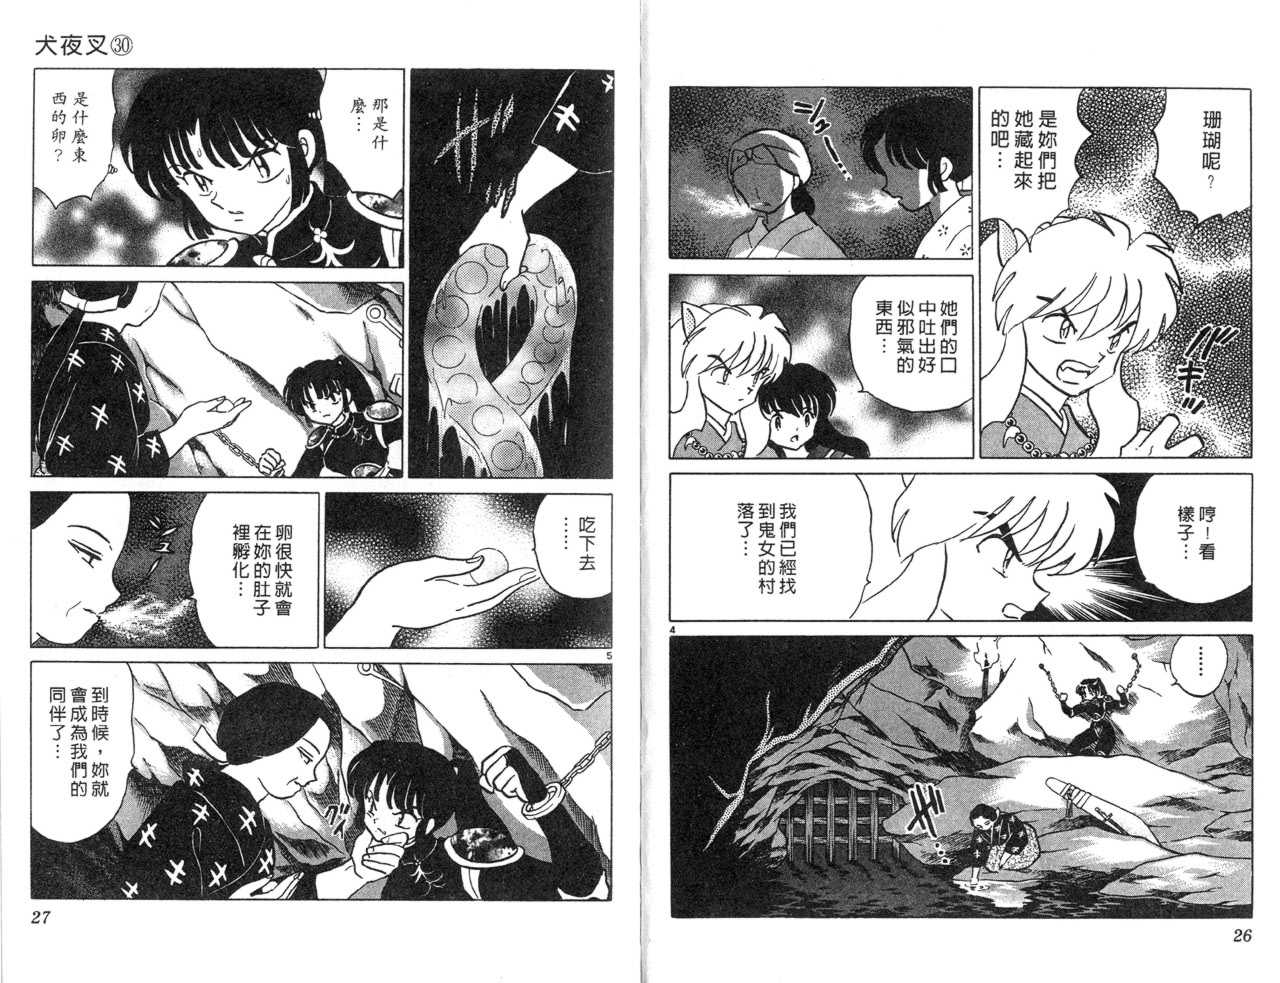 犬夜叉㉚
珊瑚呢？
是妳們把
她藏起來
的吧…
她們的口
中吐出好
似邪氣的
東西…
哼！看
樣子…
我們已經找
到鬼女的村
落了…
4
……
26
那是什
麼…
是什麼東
西的卵？
吃下去
……
卵很快就會
在妳的肚子
裡孵化…
5
到時候，妳就
會成為我們的
同伴了…
27